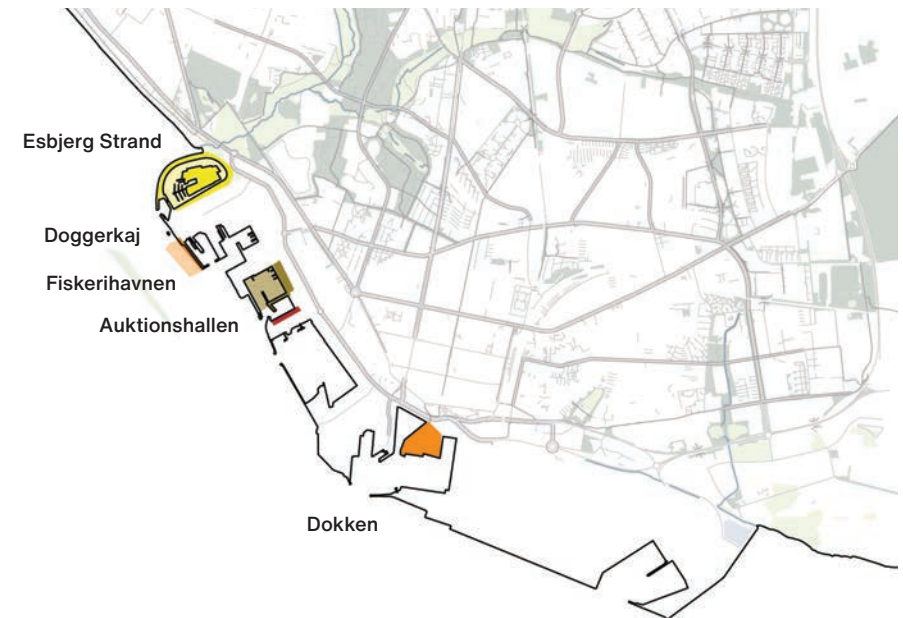 Esbjerg Strand
Doggerkaj
Fiskerihavnen
Auktionshallen
Dokken